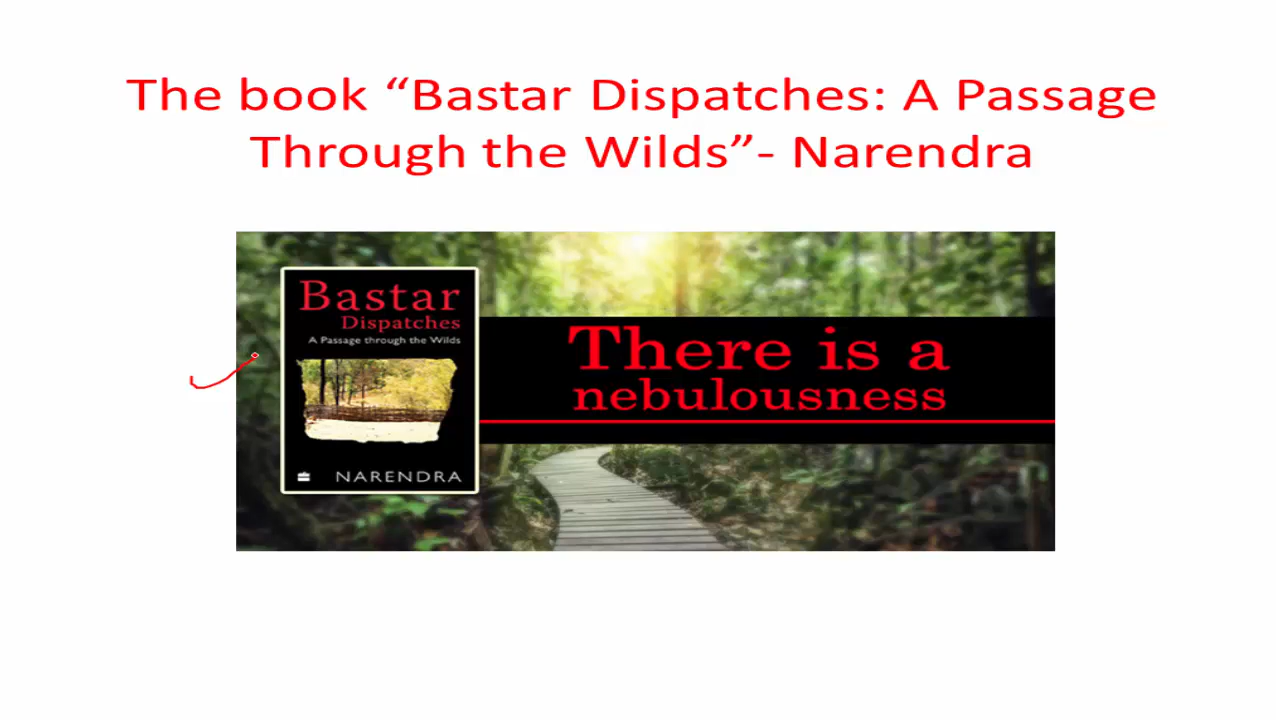 The book “Bastar Dispatches: A Passage
Through the Wilds”- Narendra
Bastar
Dispatches
A Passage through the Wilds
NARENDRA
There is a
nebulousness